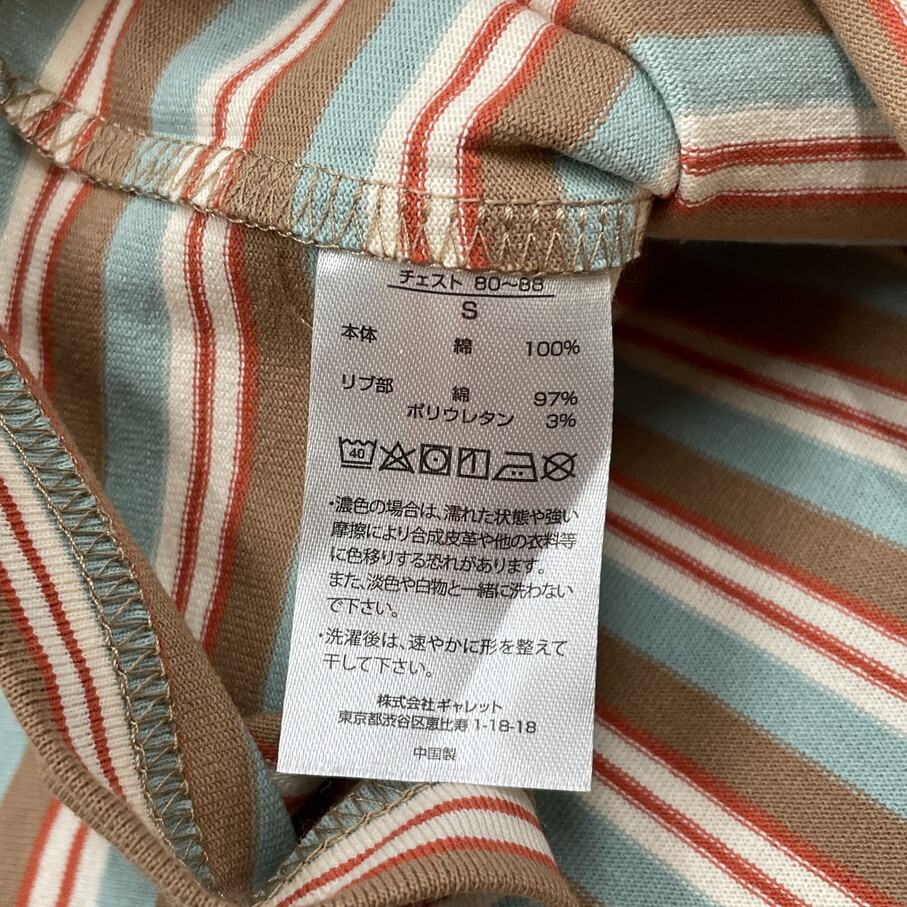 チェスト 80～88
S
本体 綿 100%
リブ部 綿 97%
ポリウレタン 3%
40
・濃色の場合は、濡れた状態や強い
摩擦により合成皮革や他の衣料等
に色移りする恐れがあります。
また、淡色や白物と一緒に洗わない
で下さい。
・洗濯後は、速やかに形を整えて
干して下さい。
株式会社ギャレット
東京都渋谷区恵比寿 1-18-18
中国製